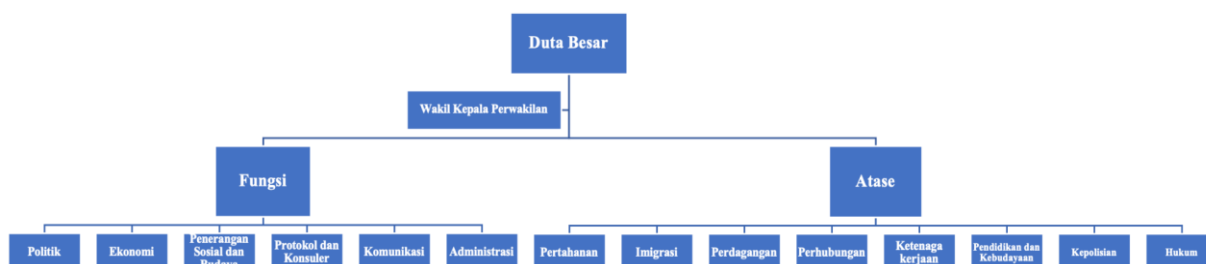 Duta Besar
Wakil Kepala Perwakilan
Fungsi
Atase
Politik
Ekonomi
Penerangan
Sosial dan
Budaya
Protokol dan
Konsuler
Komunikasi
Administrasi
Pertahanan
Imigrasi
Perdagangan
Perhubungan
Ketenaga
kerjaan
Pendidikan dan
Kebudayaan
Kepolisian
Hukum